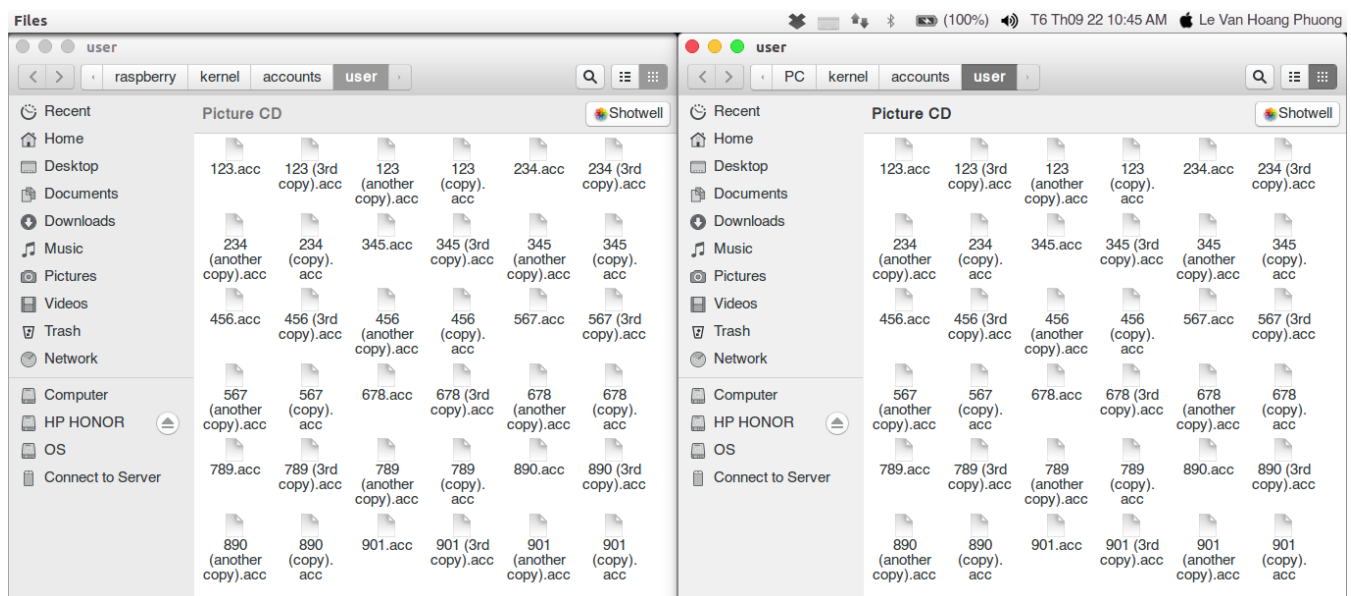 Files
(100%) T6 Th09 22 10:45 AM Le Van Hoang Phuong
user
raspberry kernel accounts user
Recent
Home
Desktop
Documents
Downloads
Music
Pictures
Videos
Trash
Network
Computer
HP HONOR
OS
Connect to Server
Picture CD
Shotwell
123.acc 123 (3rd 123 123 234.acc 234 (3rd
copy).acc (another (copy). copy).acc
copy).acc acc
234 234 345.acc 345 (3rd 345 345
(another (copy). copy).acc (another (copy).
copy).acc acc copy).acc acc
456.acc 456 (3rd 456 456 567.acc 567 (3rd
copy).acc (another (copy). copy).acc
copy).acc acc
567 567 678.acc 678 (3rd 678 678
(another (copy). copy).acc (another (copy).
copy).acc acc copy).acc acc
789.acc 789 (3rd 789 789 890.acc 890 (3rd
copy).acc (another (copy). copy).acc
copy).acc acc
890 890 901.acc 901 (3rd 901 901
(another (copy). copy).acc (another (copy).
copy).acc acc copy).acc acc
user
PC kernel accounts user
Recent
Home
Desktop
Documents
Downloads
Music
Pictures
Videos
Trash
Network
Computer
HP HONOR
OS
Connect to Server
Picture CD
Shotwell
123.acc 123 (3rd 123 123 234.acc 234 (3rd
copy).acc (another (copy). copy).acc
copy).acc acc
234 234 345.acc 345 (3rd 345 345
(another (copy). copy).acc (another (copy).
copy).acc acc copy).acc acc
456.acc 456 (3rd 456 456 567.acc 567 (3rd
copy).acc (another (copy). copy).acc
copy).acc acc
567 567 678.acc 678 (3rd 678 678
(another (copy). copy).acc (another (copy).
copy).acc acc copy).acc acc
789.acc 789 (3rd 789 789 890.acc 890 (3rd
copy).acc (another (copy). copy).acc
copy).acc acc
890 890 901.acc 901 (3rd 901 901
(another (copy). copy).acc (another (copy).
copy).acc acc copy).acc acc